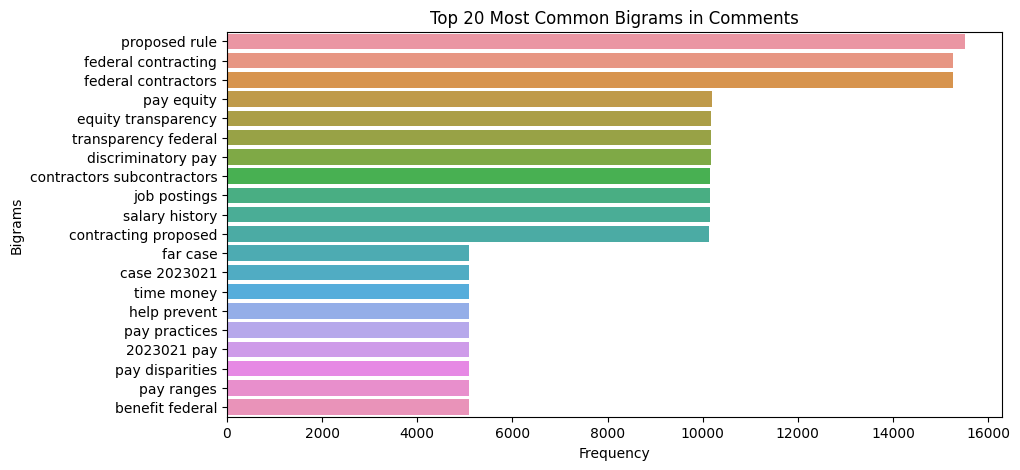 Top 20 Most Common Bigrams in Comments
Bigrams
proposed rule
federal contracting
federal contractors
pay equity
equity transparency
transparency federal
discriminatory pay
contractors subcontractors
job postings
salary history
contracting proposed
far case
case 2023021
time money
help prevent
pay practices
2023021 pay
pay disparities
pay ranges
benefit federal
0 2000 4000 6000 8000 10000 12000 14000 16000
Frequency